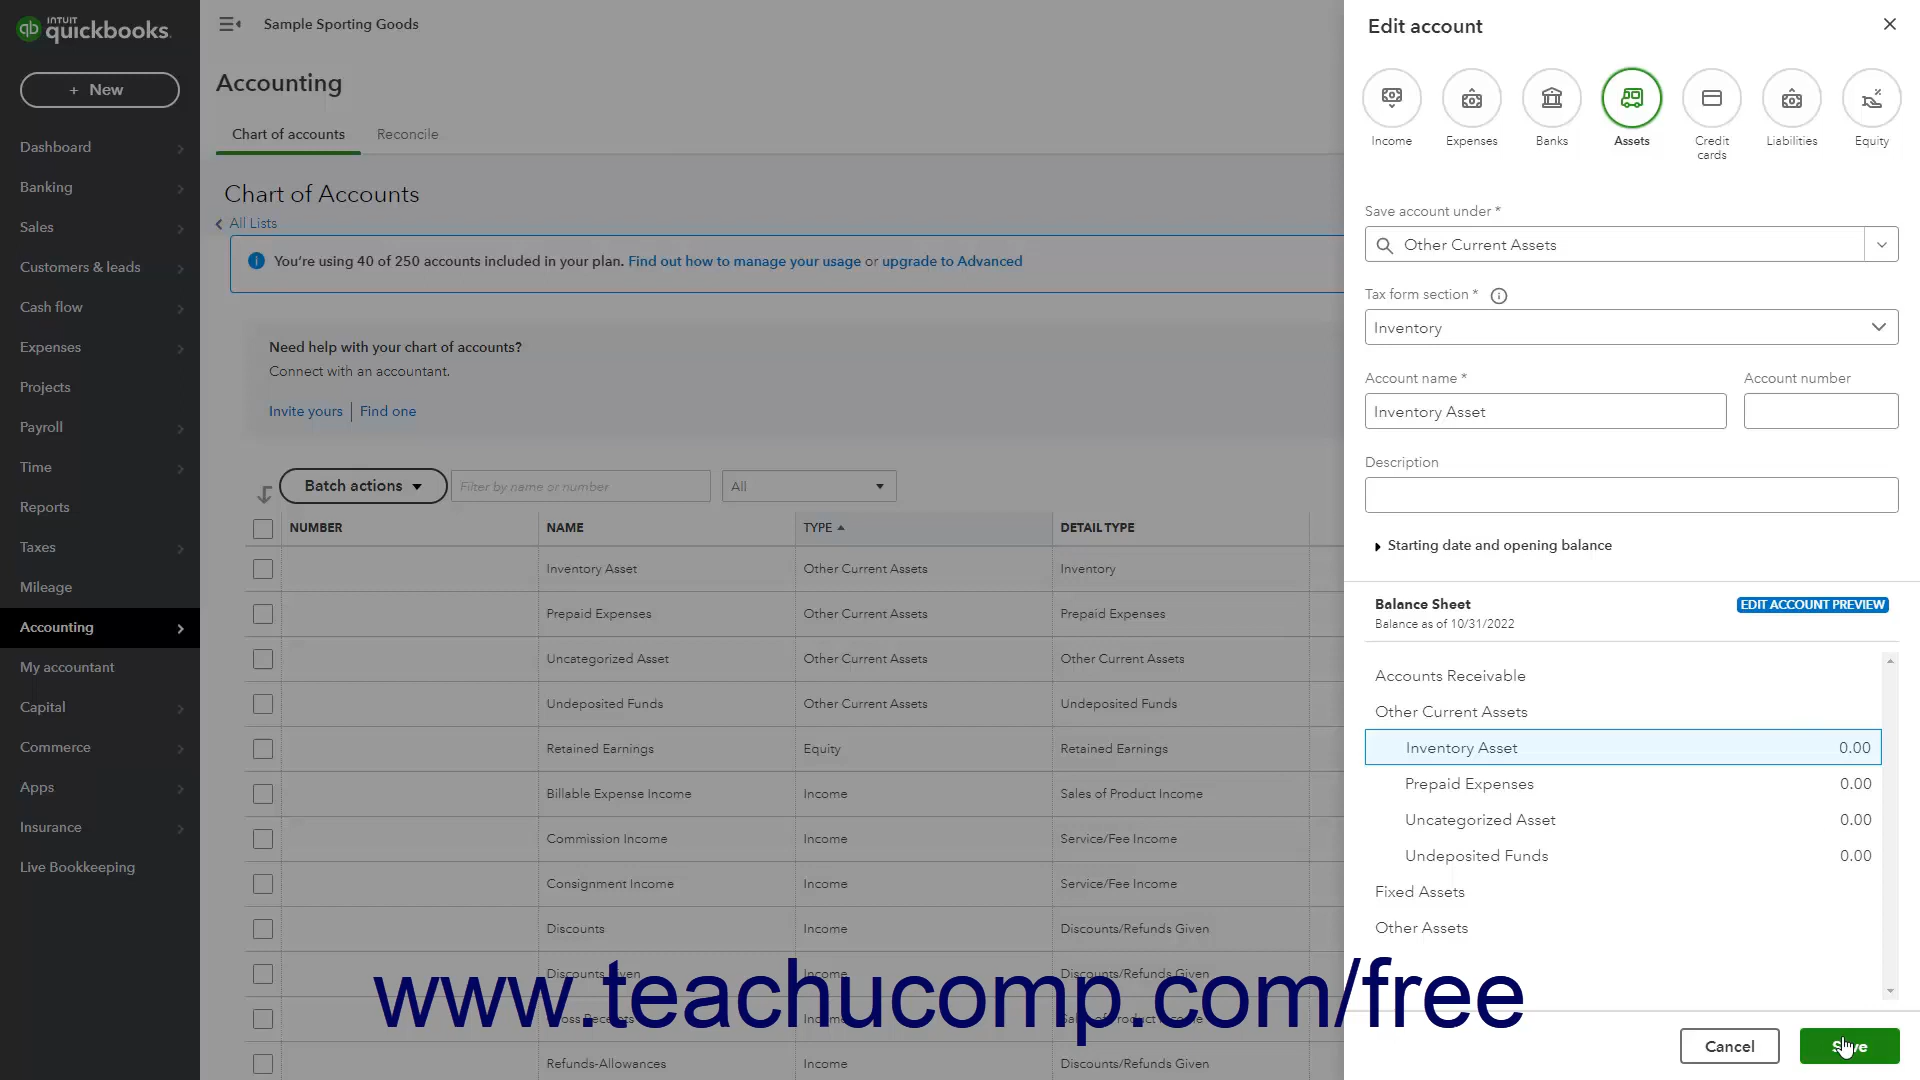 INTUIT
quickbooks.
+ New
Dashboard
Banking
Sales
Customers & leads
Cash flow
Expenses
Projects
Payroll
Time
Reports
Taxes
Mileage
Accounting
My accountant
Capital
Commerce
Apps
Insurance
Live Bookkeeping
Sample Sporting Goods
Accounting
Chart of accounts Reconcile
Chart of Accounts
All Lists
You're using 40 of 250 accounts included in your plan. Find out how to manage your usage or upgrade to Advanced
Need help with your chart of accounts?
Connect with an accountant.
Invite yours Find one
Batch actions Filter by name or number All
NUMBER NAME TYPE DETAIL TYPE
Inventory Asset Other Current Assets Inventory
Prepaid Expenses Other Current Assets Prepaid Expenses
Uncategorized Asset Other Current Assets Other Current Assets
Undeposited Funds Other Current Assets Undeposited Funds
Retained Earnings Equity Retained Earnings
Billable Expense Income Income Sales of Product Income
Commission Income Income Service/Fee Income
Consignment Income Income Service/Fee Income
Discounts Income Discounts/Refunds Given
Discounts Given Income Discounts/Refunds Given
Gross Receipts Income Sales of Product Income
Refunds-Allowances Income Discounts/Refunds Given
www.teachucomp.com/free
Edit account
Income Expenses Banks Assets Credit cards Liabilities Equity
Save account under *
Other Current Assets
Tax form section *
Inventory
Account name * Account number
Inventory Asset
Description
Starting date and opening balance
Balance Sheet EDIT ACCOUNT PREVIEW
Balance as of 10/31/2022
Accounts Receivable
Other Current Assets
Inventory Asset 0.00
Prepaid Expenses 0.00
Uncategorized Asset 0.00
Undeposited Funds 0.00
Fixed Assets
Other Assets
Cancel Save